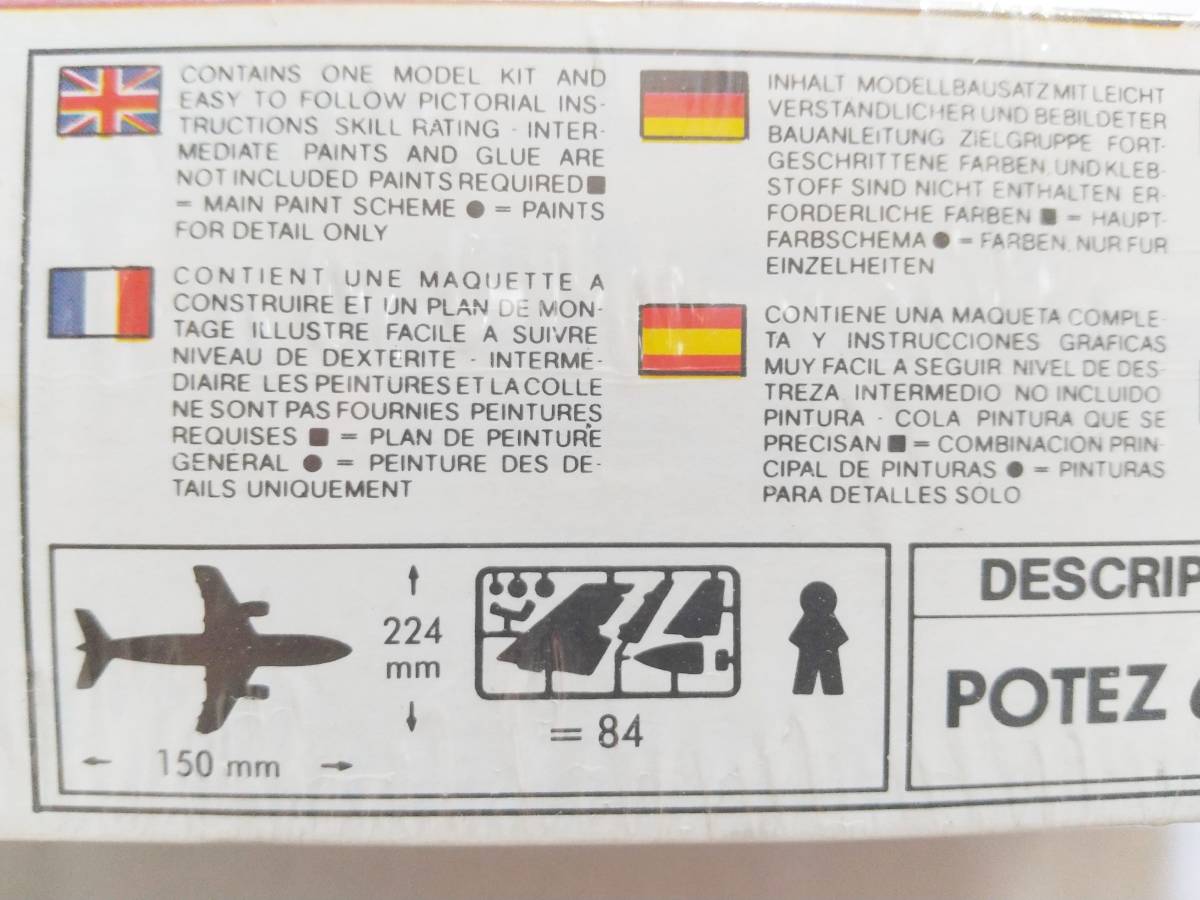 CONTAINS ONE MODEL KIT AND
EASY TO FOLLOW PICTORIAL INS-
TRUCTIONS SKILL RATING - INTER-
MEDIATE PAINTS AND GLUE ARE
NOT INCLUDED PAINTS REQUIRED ■
= MAIN PAINT SCHEME ● = PAINTS
FOR DETAIL ONLY
CONTIENT UNE MAQUETTE A
CONSTRUIRE ET UN PLAN DE MON-
TAGE ILLUSTRE FACILE A SUIVRE
NIVEAU DE DEXTERITE - INTERME-
DIAIRE LES PEINTURES ET LA COLLE
NE SONT PAS FOURNIES PEINTURES
REQUISES ■ = PLAN DE PEINTURE
GENERAL ● = PEINTURE DES DE-
TAILS UNIQUEMENT
INHALT MODELLBAUSATZ MIT LEICHT
VERSTANDLICHER UND BEBILDETER
BAUANLEITUNG ZIELGRUPPE FORT-
GESCHRITTENE FARBEN, UND KLEB-
STOFF SIND NICHT ENTHALTEN ER-
FORDERLICHE FARBEN ■ = HAUPT-
FARBSCHEMA ● = FARBEN, NUR FUR
EINZELHEITEN
CONTIENE UNA MAQUETA COMPLE-
TA Y INSTRUCCIONES GRAFICAS
MUY FACIL A SEGUIR NIVEL DE DES-
TREZA INTERMEDIO NO INCLUIDO
PINTURA - COLA PINTURA QUE SE
PRECISAN ■ = COMBINACION PRIN-
CIPAL DE PINTURAS ● = PINTURAS
PARA DETALLES SOLO
224
mm
150 mm
= 84
DESCRIP
POTEZ